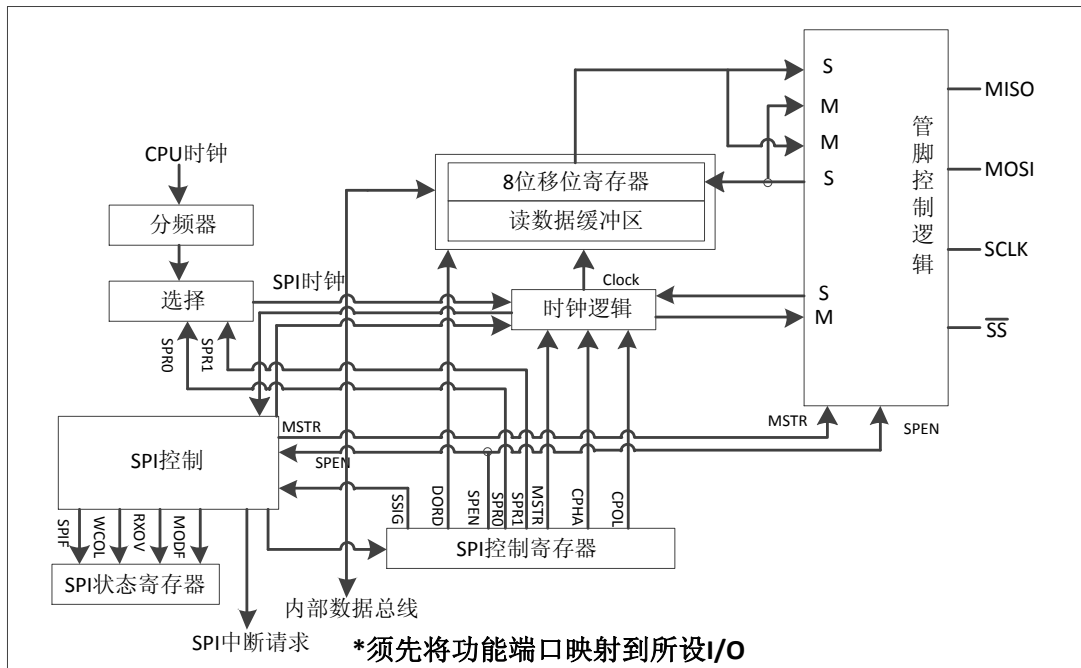 S
M
M
S
S
M
管脚控制逻辑
MISO
MOSI
SCLK
SS
CPU时钟
分频器
选择
SPI时钟
8位移位寄存器
读数据缓冲区
Clock
时钟逻辑
SPR0
SPR1
MSTR
SPEN
MSTR
SPEN
SPI控制
SSIG
DORD
SPEN
SPR0
SPR1
MSTR
CPHA
CPOL
SPI控制寄存器
SPIF
WCOL
RXOV
MODF
SPI状态寄存器
SPI中断请求
内部数据总线
*须先将功能端口映射到所设I/O